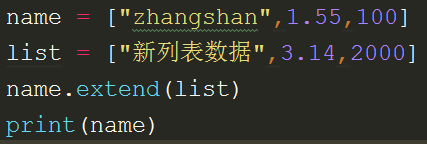 name = ["zhangshan",1.55,100]
list = ["新列表数据",3.14,2000]
name.extend(list)
print(name)